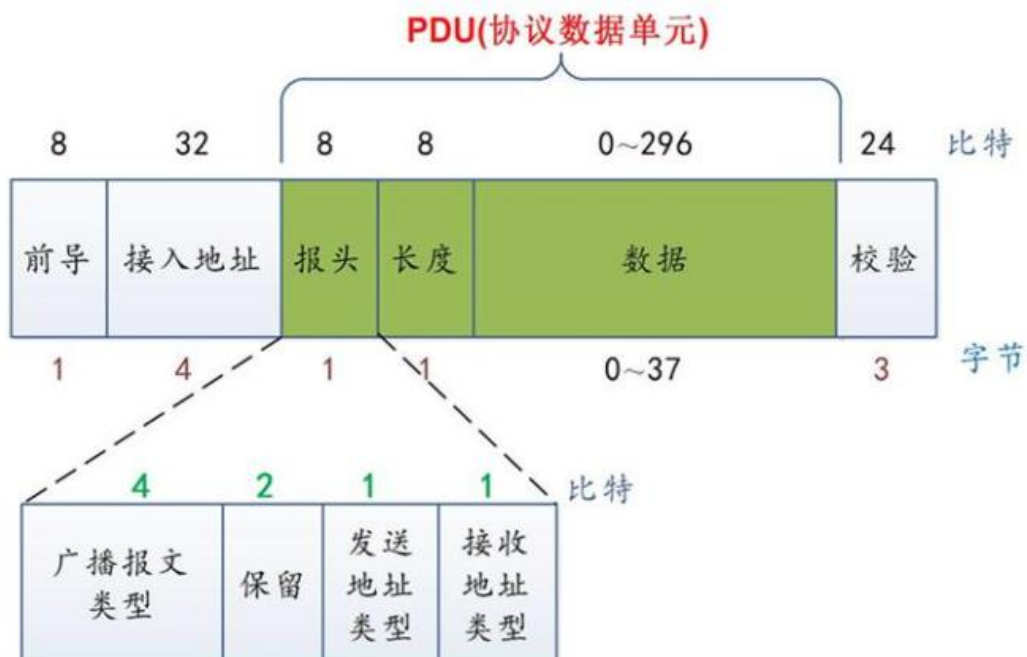 PDU(协议数据单元)
8 32 8 8 0~296 24 比特
前导 接入地址 报头 长度 数据 校验
1 4 1 1 0~37 3 字节
4 2 1 1 比特
广播报文
类型
保留
发送
地址
类型
接收
地址
类型